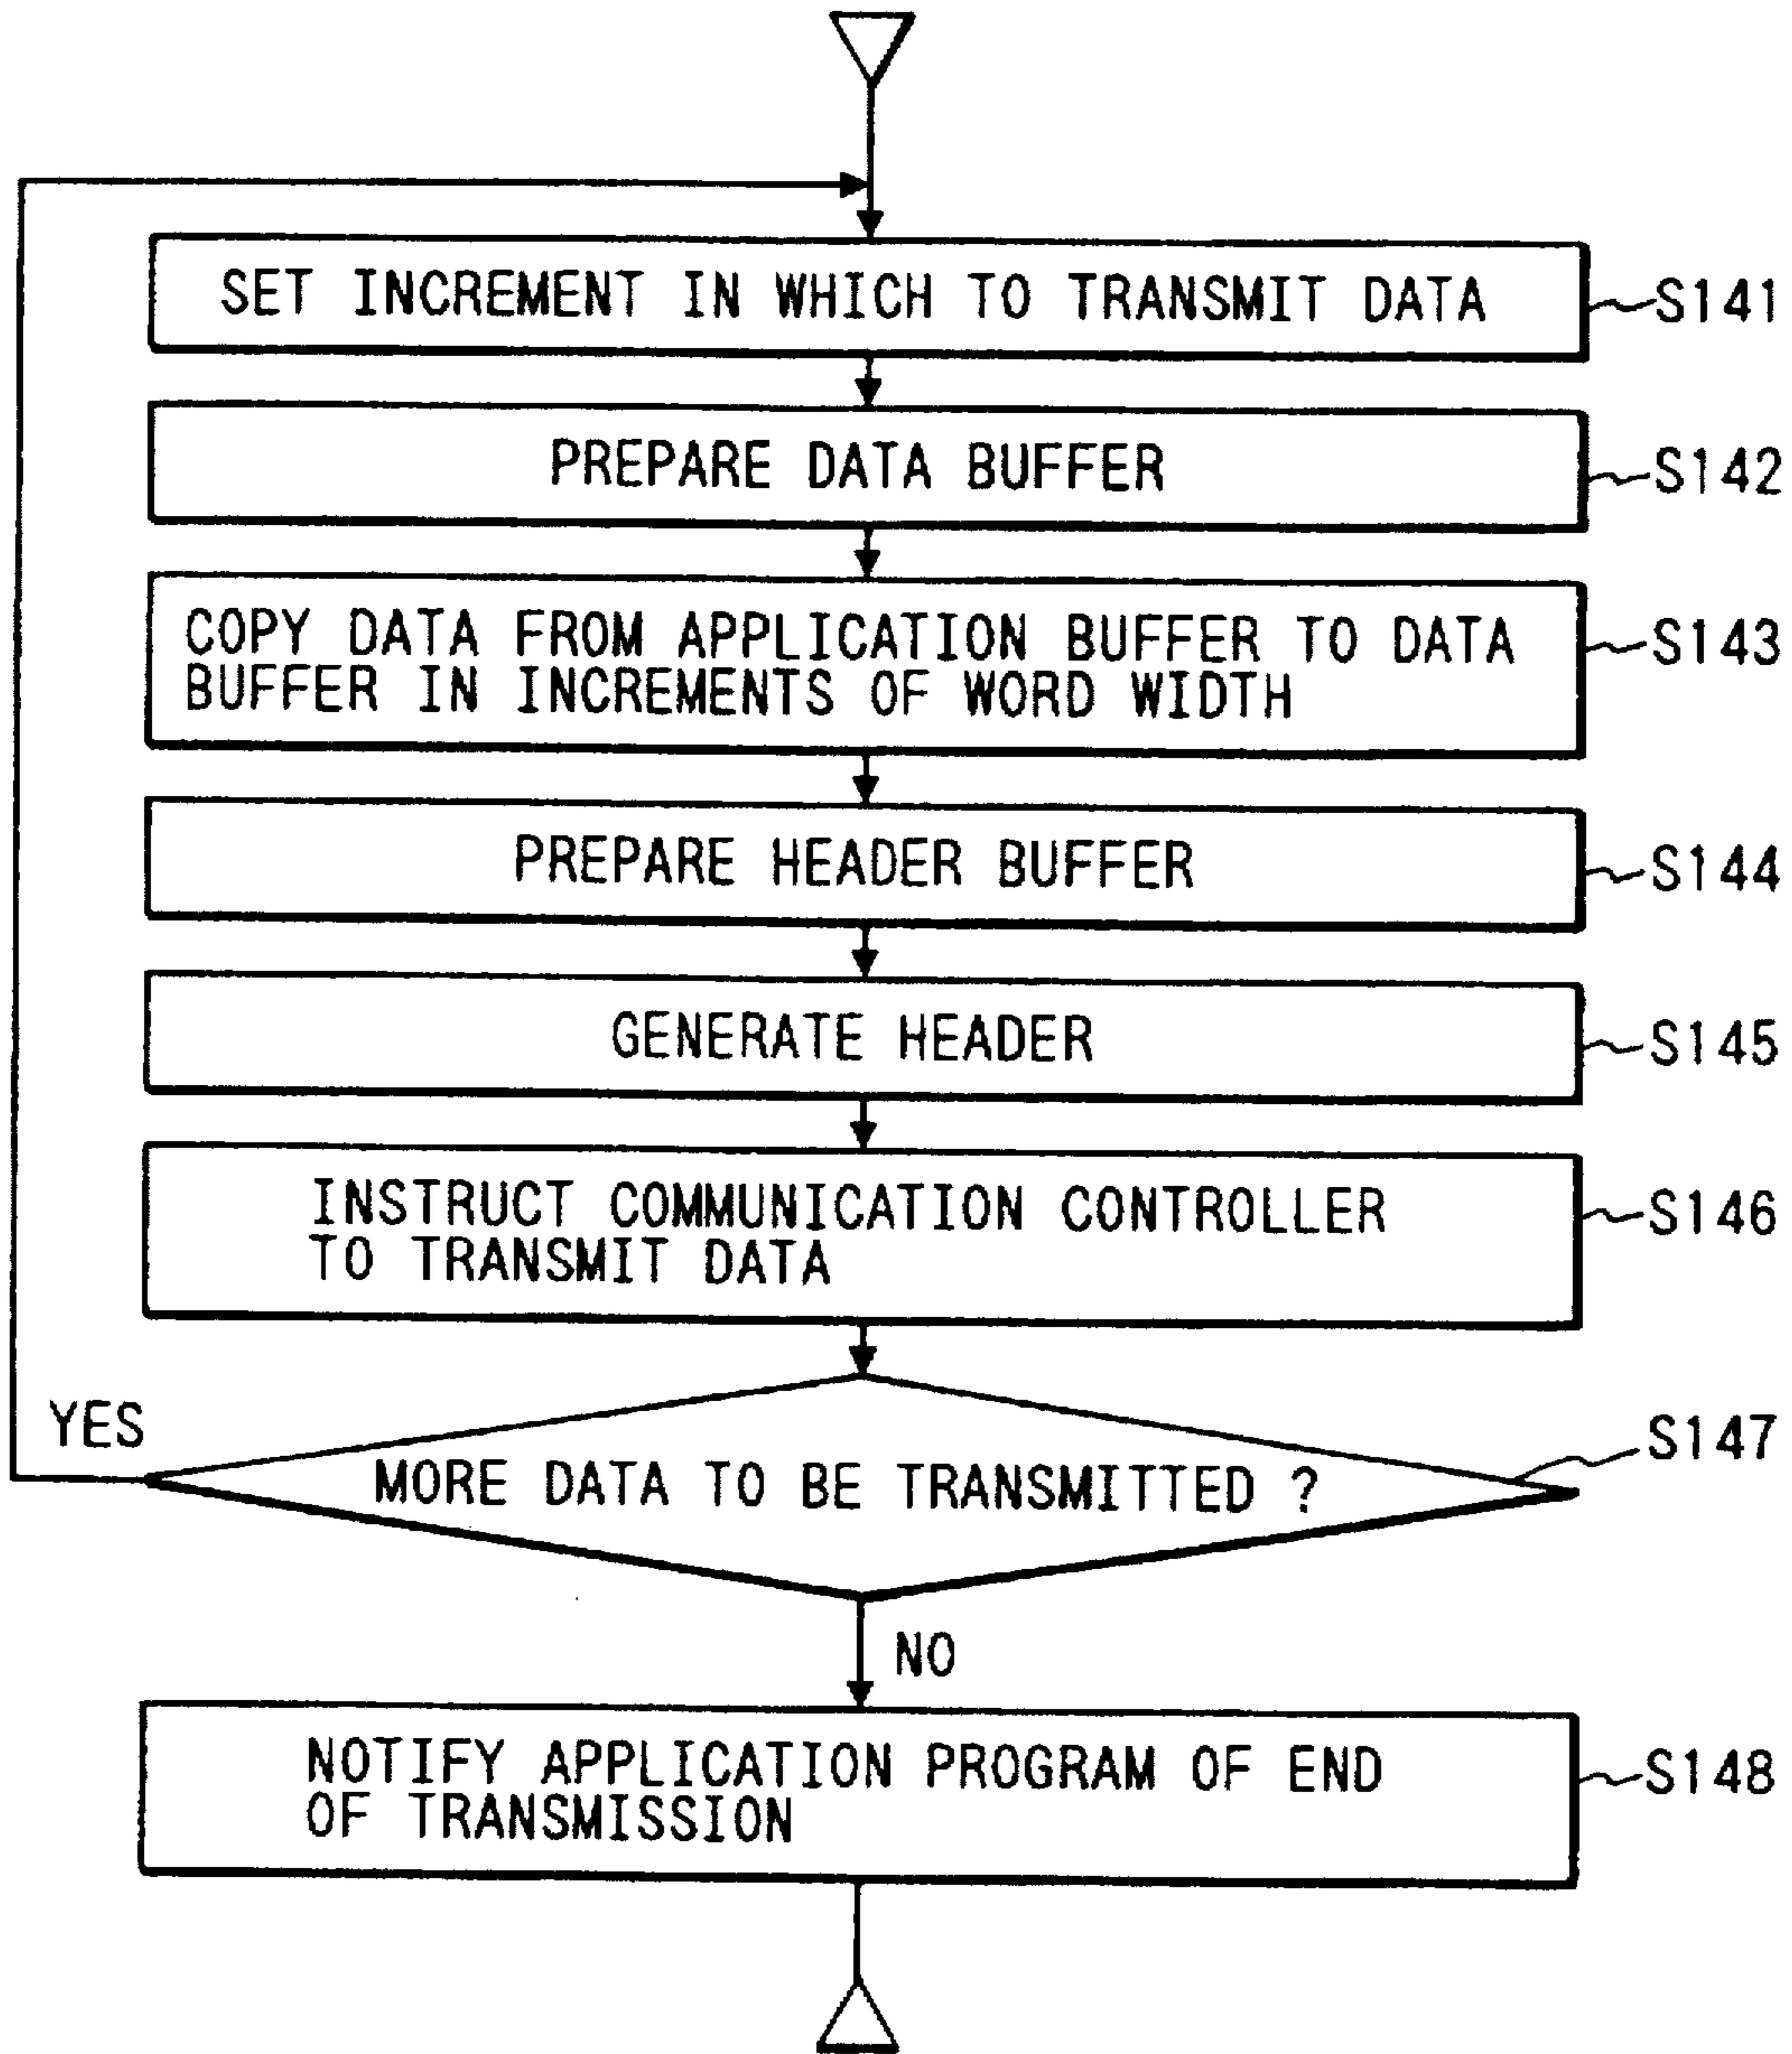 SET INCREMENT IN WHICH TO TRANSMIT DATA
S141
PREPARE DATA BUFFER
S142
COPY DATA FROM APPLICATION BUFFER TO DATA
BUFFER IN INCREMENTS OF WORD WIDTH
S143
PREPARE HEADER BUFFER
S144
GENERATE HEADER
S145
INSTRUCT COMMUNICATION CONTROLLER
TO TRANSMIT DATA
S146
YES
MORE DATA TO BE TRANSMITTED ?
S147
NO
NOTIFY APPLICATION PROGRAM OF END
OF TRANSMISSION
S148